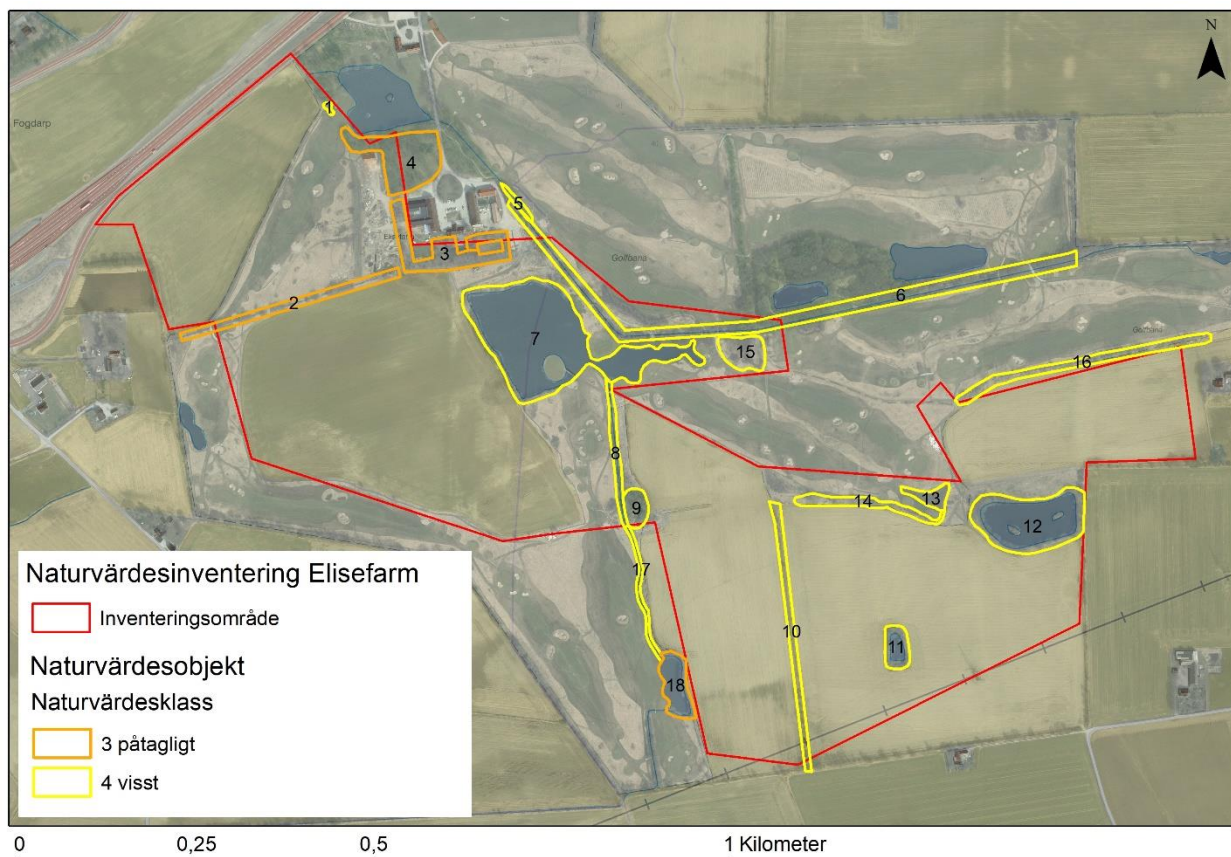 N
Fogdarp
1
4
5
Golfbana
3
2
6
7
15
Golfbana
16
8
9
14
13
12
17
10
11
18
Naturvärdesinventering Elisefarm
Inventeringsområde
Naturvärdesobjekt
Naturvärdesklass
3 påtagligt
4 visst
0 0,25 0,5 1 Kilometer